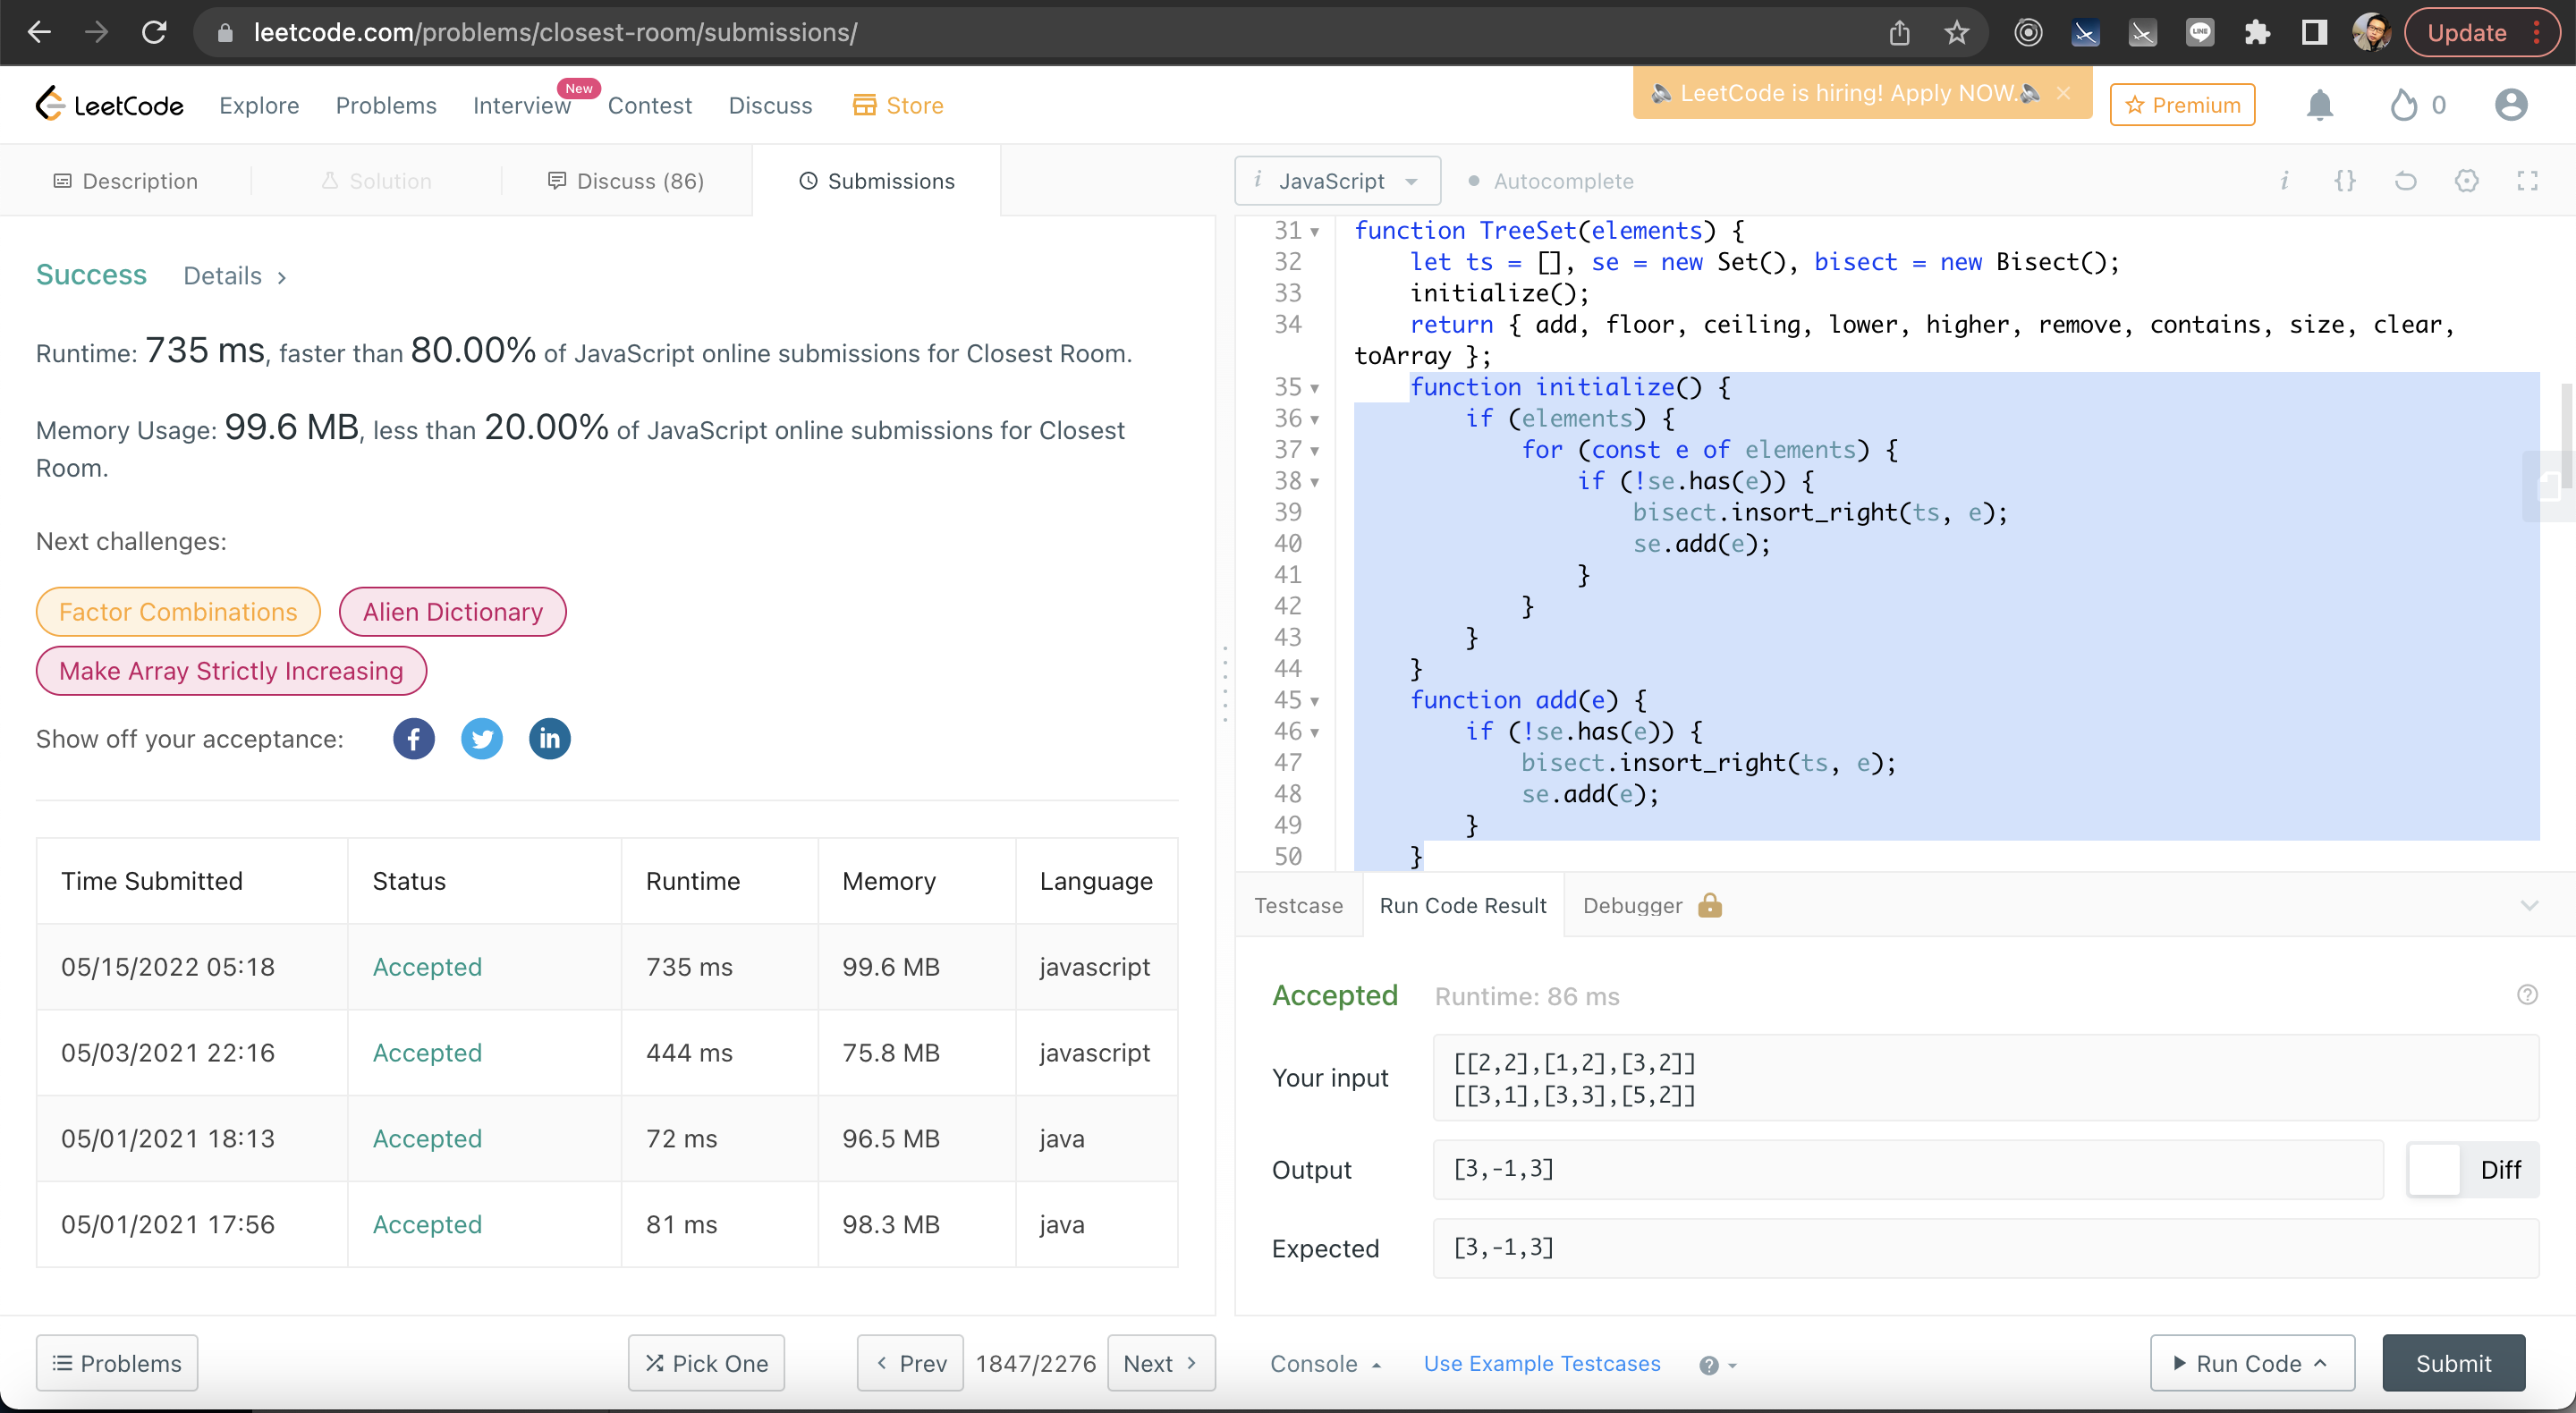 leetcode.com/problems/closest-room/submissions/
Update
LeetCode
Explore
Problems
Interview
New
Contest
Discuss
Store
LeetCode is hiring! Apply NOW.
Premium
0
Description
Solution
Discuss (86)
Submissions
Success
Details
Runtime: 735 ms, faster than 80.00% of JavaScript online submissions for Closest Room.
Memory Usage: 99.6 MB, less than 20.00% of JavaScript online submissions for Closest
Room.
Next challenges:
Factor Combinations
Alien Dictionary
Make Array Strictly Increasing
Show off your acceptance:
Time Submitted Status Runtime Memory Language
05/15/2022 05:18 Accepted 735 ms 99.6 MB javascript
05/03/2021 22:16 Accepted 444 ms 75.8 MB javascript
05/01/2021 18:13 Accepted 72 ms 96.5 MB java
05/01/2021 17:56 Accepted 81 ms 98.3 MB java
Problems
Pick One
Prev
1847/2276
Next
i JavaScript
Autocomplete
i {}
31 function TreeSet(elements) {
32 let ts = [], se = new Set(), bisect = new Bisect();
33 initialize();
34 return { add, floor, ceiling, lower, higher, remove, contains, size, clear,
toArray };
35 function initialize() {
36 if (elements) {
37 for (const e of elements) {
38 if (!se.has(e)) {
39 bisect.insort_right(ts, e);
40 se.add(e);
41 }
42 }
43 }
44 }
45 function add(e) {
46 if (!se.has(e)) {
47 bisect.insort_right(ts, e);
48 se.add(e);
49 }
50 }
Testcase
Run Code Result
Debugger
Accepted
Runtime: 86 ms
Your input
[[2,2],[1,2],[3,2]]
[[3,1],[3,3],[5,2]]
Output
[3,-1,3]
Diff
Expected
[3,-1,3]
Console
Use Example Testcases
Run Code
Submit